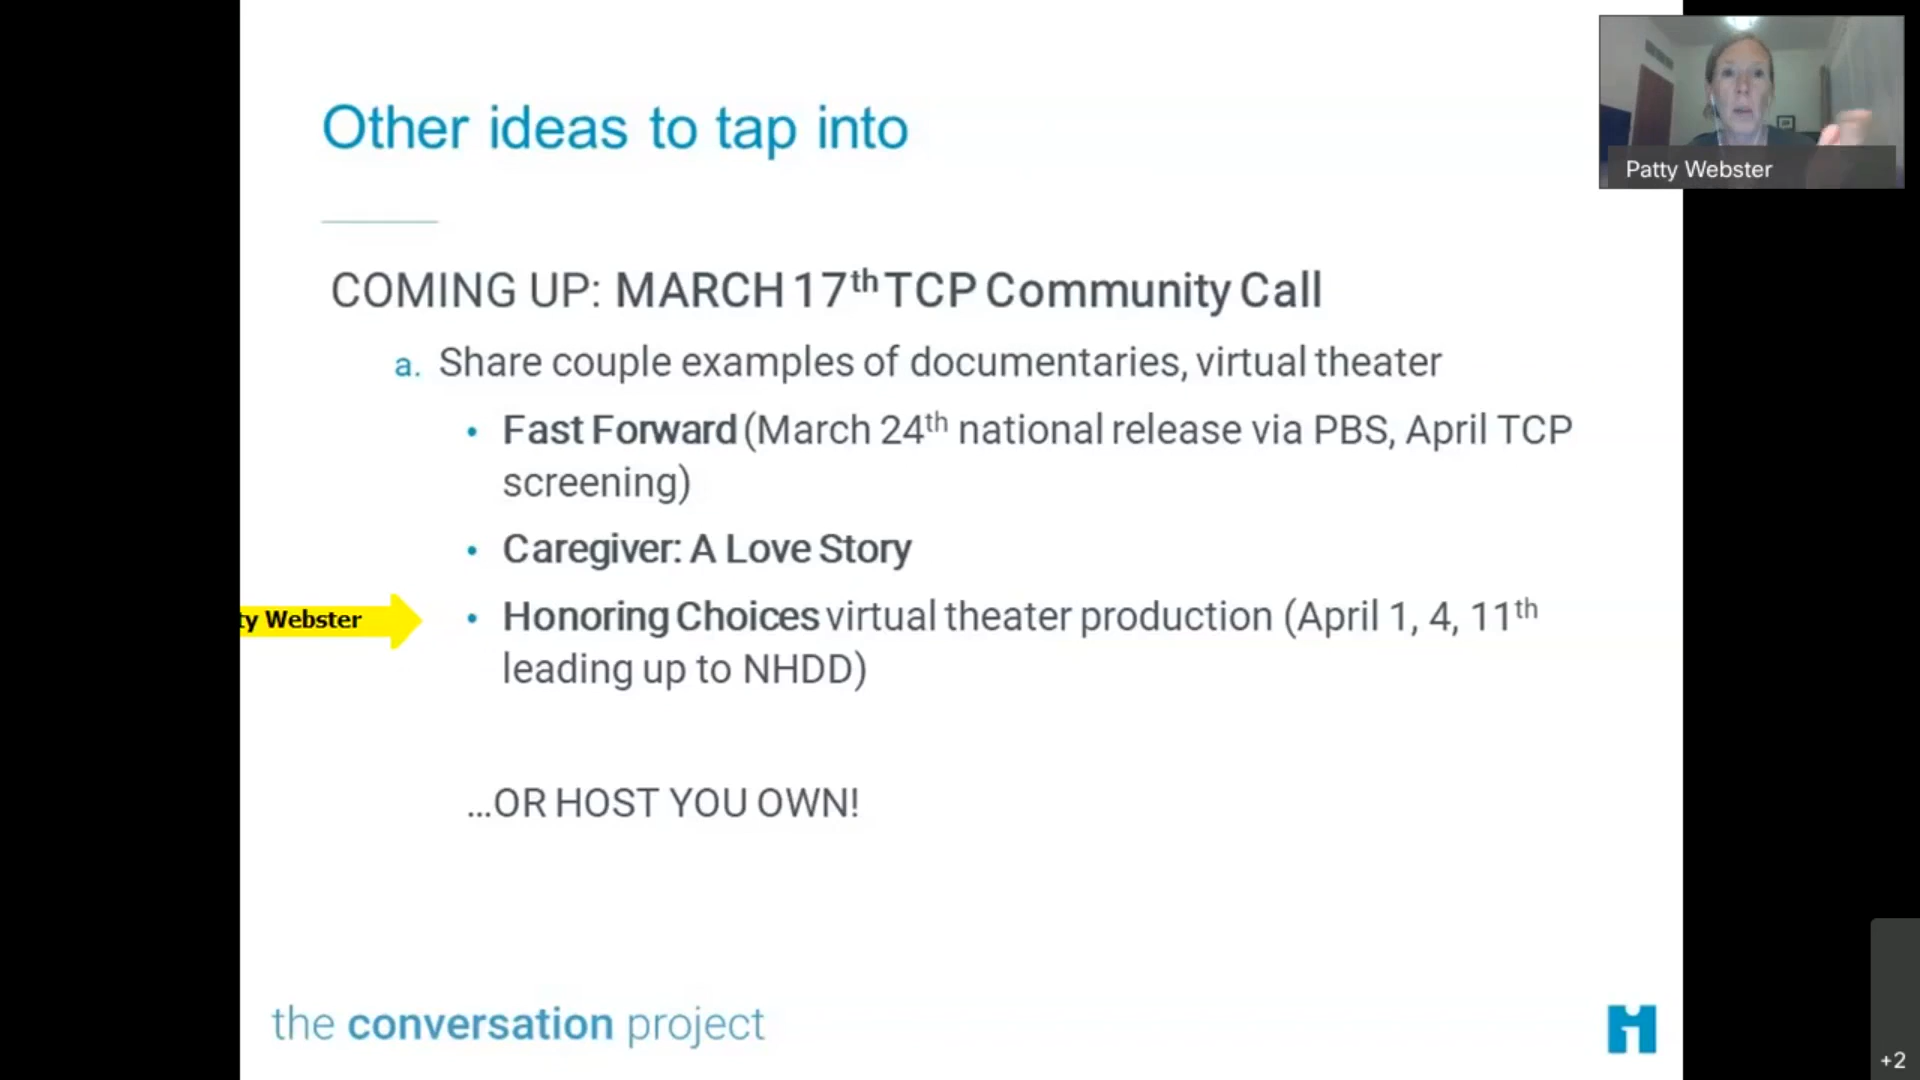 Other ideas to tap into
Patty Webster
COMING UP: MARCH 17th TCP Community Call
a. Share couple examples of documentaries, virtual theater
• Fast Forward (March 24th national release via PBS, April TCP
screening)
• Caregiver: A Love Story
ty Webster
• Honoring Choices virtual theater production (April 1, 4, 11th
leading up to NHDD)
...OR HOST YOU OWN!
the conversation project
+2